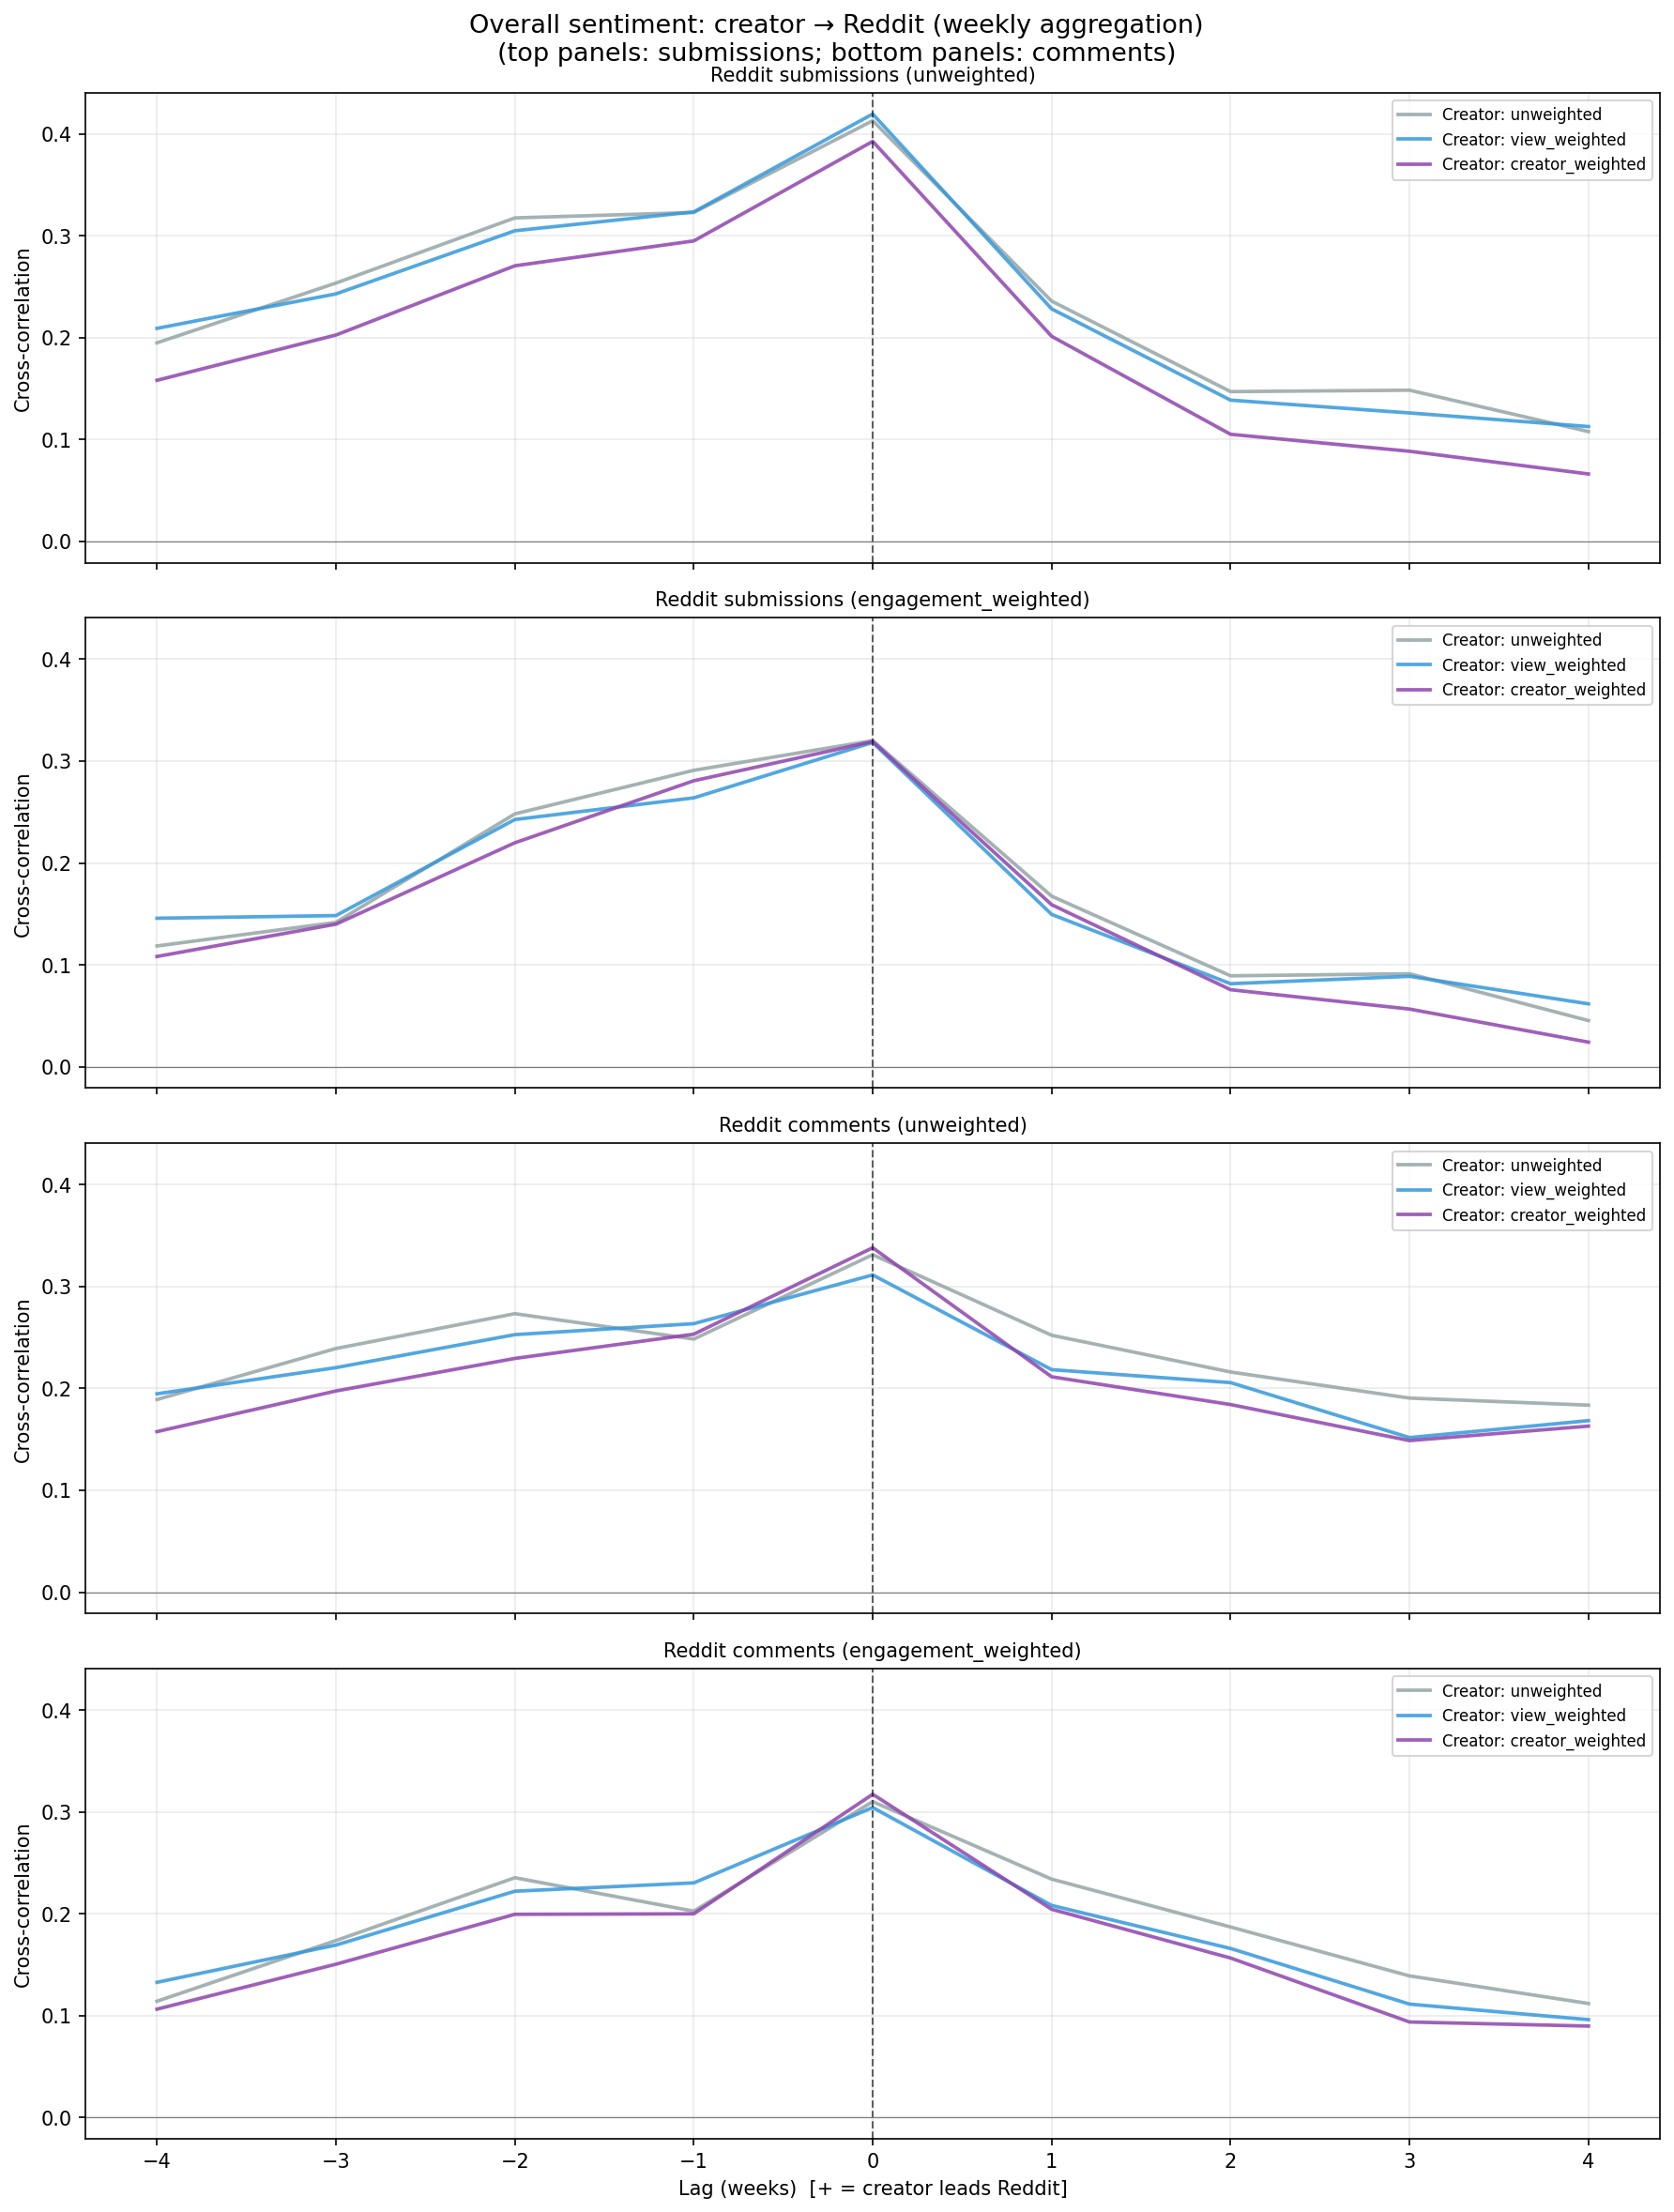 Overall sentiment: creator → Reddit (weekly aggregation)
(top panels: submissions; bottom panels: comments)
Reddit submissions (unweighted)
Creator: unweighted
Creator: view_weighted
Creator: creator_weighted
Cross-correlation
0.4
0.3
0.2
0.1
0.0
Reddit submissions (engagement_weighted)
Creator: unweighted
Creator: view_weighted
Creator: creator_weighted
Cross-correlation
0.4
0.3
0.2
0.1
0.0
Reddit comments (unweighted)
Creator: unweighted
Creator: view_weighted
Creator: creator_weighted
Cross-correlation
0.4
0.3
0.2
0.1
0.0
Reddit comments (engagement_weighted)
Creator: unweighted
Creator: view_weighted
Creator: creator_weighted
Cross-correlation
0.4
0.3
0.2
0.1
0.0
−4 −3 −2 −1 0 1 2 3 4
Lag (weeks)  [+ = creator leads Reddit]